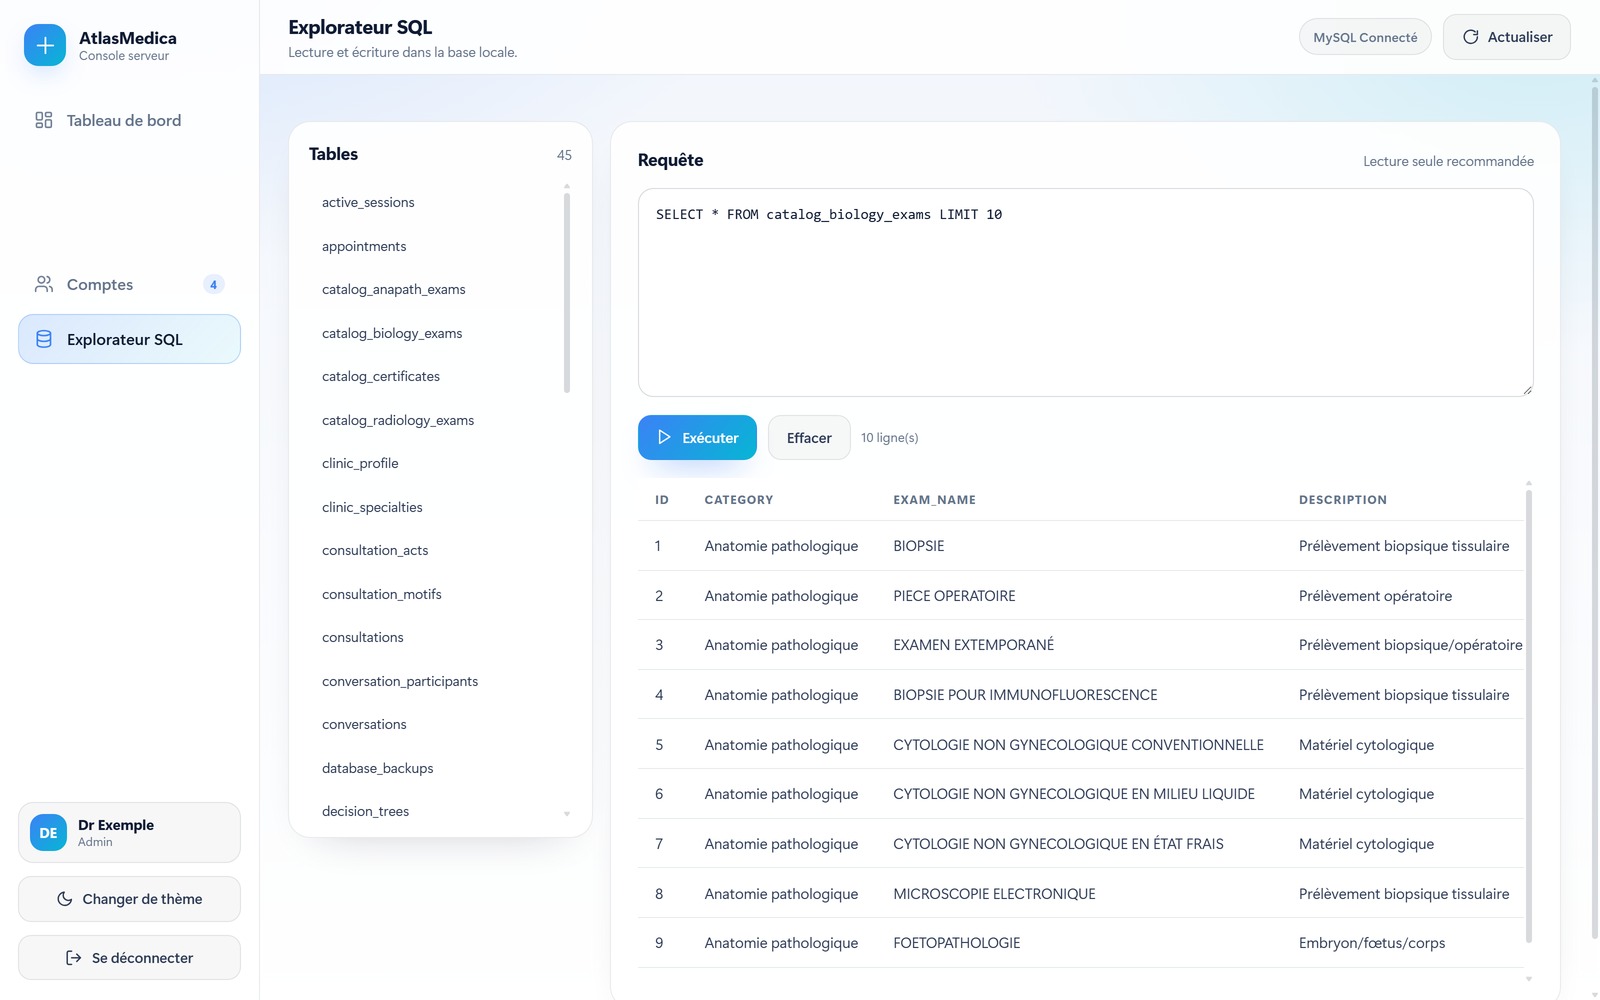 AtlasMedica
Console serveur
Tableau de bord
Comptes 4
Explorateur SQL
DE
Dr Exemple
Admin
Changer de thème
Se déconnecter
Explorateur SQL
Lecture et écriture dans la base locale.
MySQL Connecté
Actualiser
Tables 45
active_sessions
appointments
catalog_anapath_exams
catalog_biology_exams
catalog_certificates
catalog_radiology_exams
clinic_profile
clinic_specialties
consultation_acts
consultation_motifs
consultations
conversation_participants
conversations
database_backups
decision_trees
Requête
Lecture seule recommandée
SELECT * FROM catalog_biology_exams LIMIT 10
Exécuter
Effacer
10 ligne(s)
ID CATEGORY EXAM_NAME DESCRIPTION
1 Anatomie pathologique BIOPSIE Prélèvement biopsique tissulaire
2 Anatomie pathologique PIECE OPERATOIRE Prélèvement opératoire
3 Anatomie pathologique EXAMEN EXTEMPORANÉ Prélèvement biopsique/opératoire
4 Anatomie pathologique BIOPSIE POUR IMMUNOFLUORESCENCE Prélèvement biopsique tissulaire
5 Anatomie pathologique CYTOLOGIE NON GYNECOLOGIQUE CONVENTIONNELLE Matériel cytologique
6 Anatomie pathologique CYTOLOGIE NON GYNECOLOGIQUE EN MILIEU LIQUIDE Matériel cytologique
7 Anatomie pathologique CYTOLOGIE NON GYNECOLOGIQUE EN ÉTAT FRAIS Matériel cytologique
8 Anatomie pathologique MICROSCOPIE ELECTRONIQUE Prélèvement biopsique tissulaire
9 Anatomie pathologique FOETOPATHOLOGIE Embryon/fœtus/corps